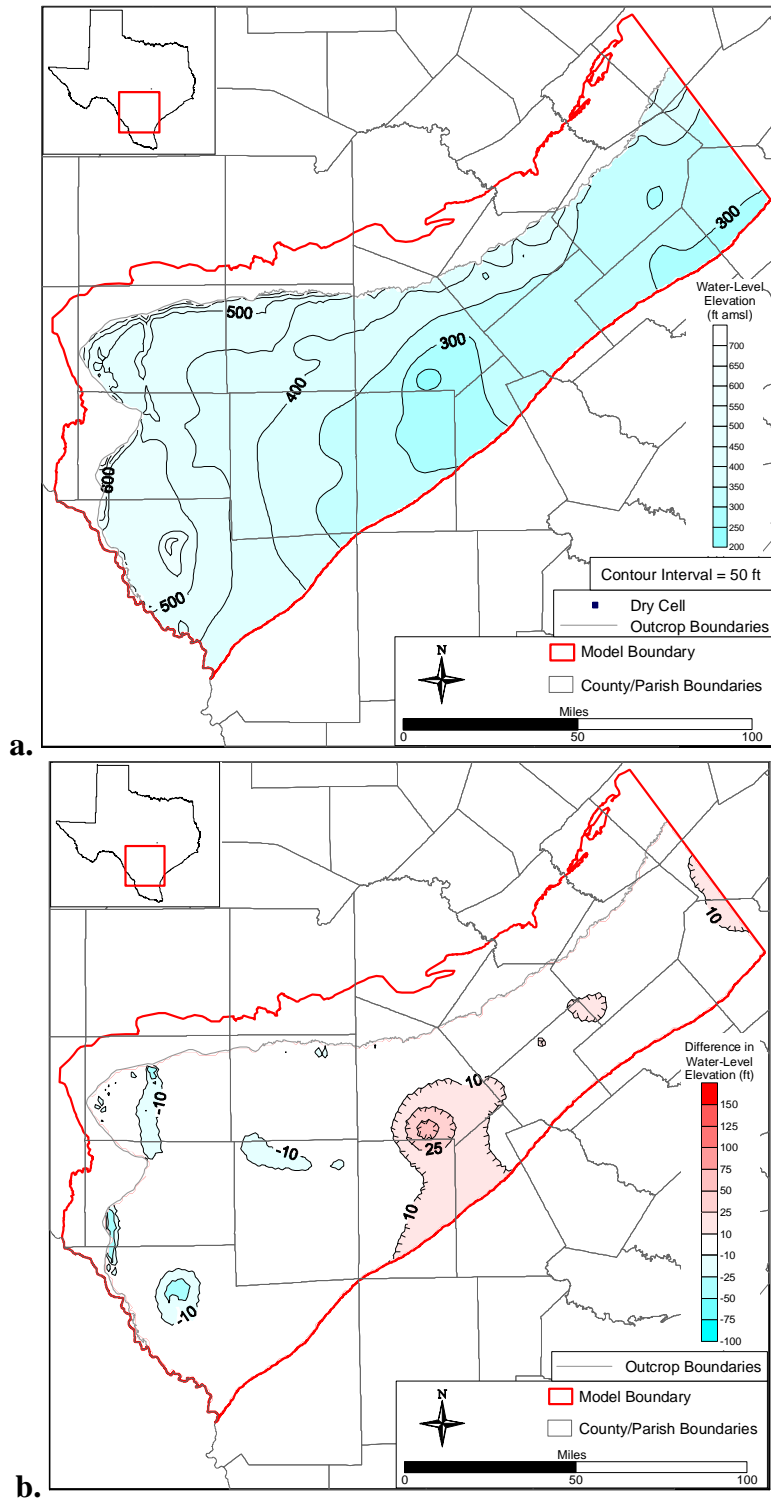 300
500
300
400
600
500
Water-Level
Elevation
(ft amsl)
700
650
600
550
500
450
400
350
300
250
200
Contour Interval = 50 ft
Dry Cell
Outcrop Boundaries
Model Boundary
County/Parish Boundaries
N
Miles
0 50 100
a.
10
10
-10
-10
25
10
-10
Difference in
Water-Level
Elevation (ft)
150
125
100
75
50
25
10
-10
-25
-50
-75
-100
Outcrop Boundaries
Model Boundary
County/Parish Boundaries
N
Miles
0 50 100
b.